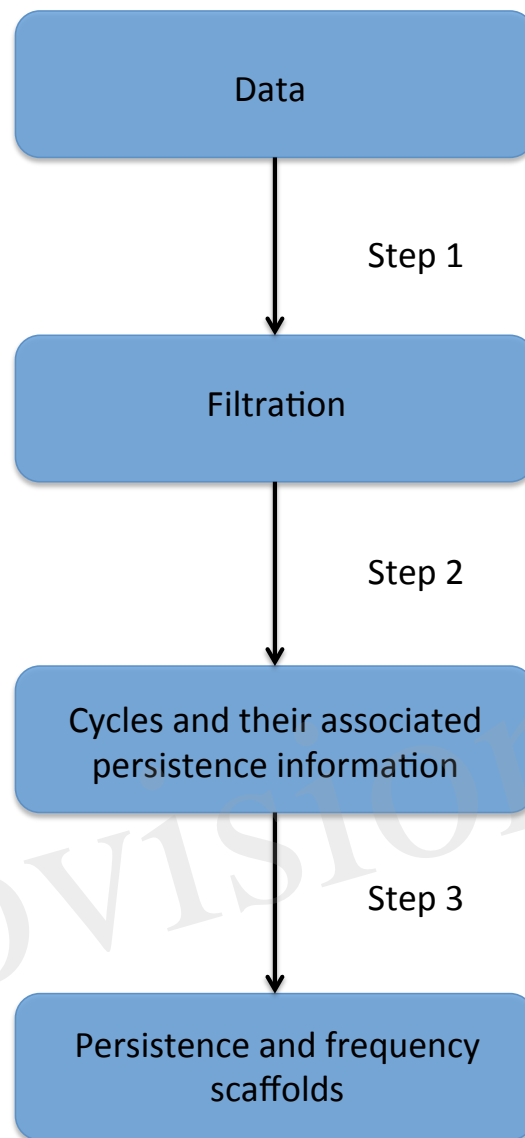 Data
Step 1
Filtration
Step 2
Cycles and their associated
persistence information
Step 3
Persistence and frequency
scaffolds